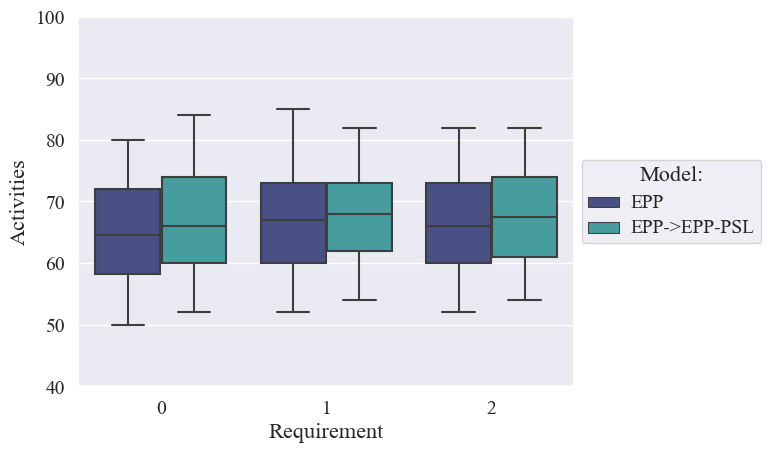 100
90
80
70
60
50
40
Activities
0 1 2
Requirement
Model:
EPP
EPP->EPP-PSL